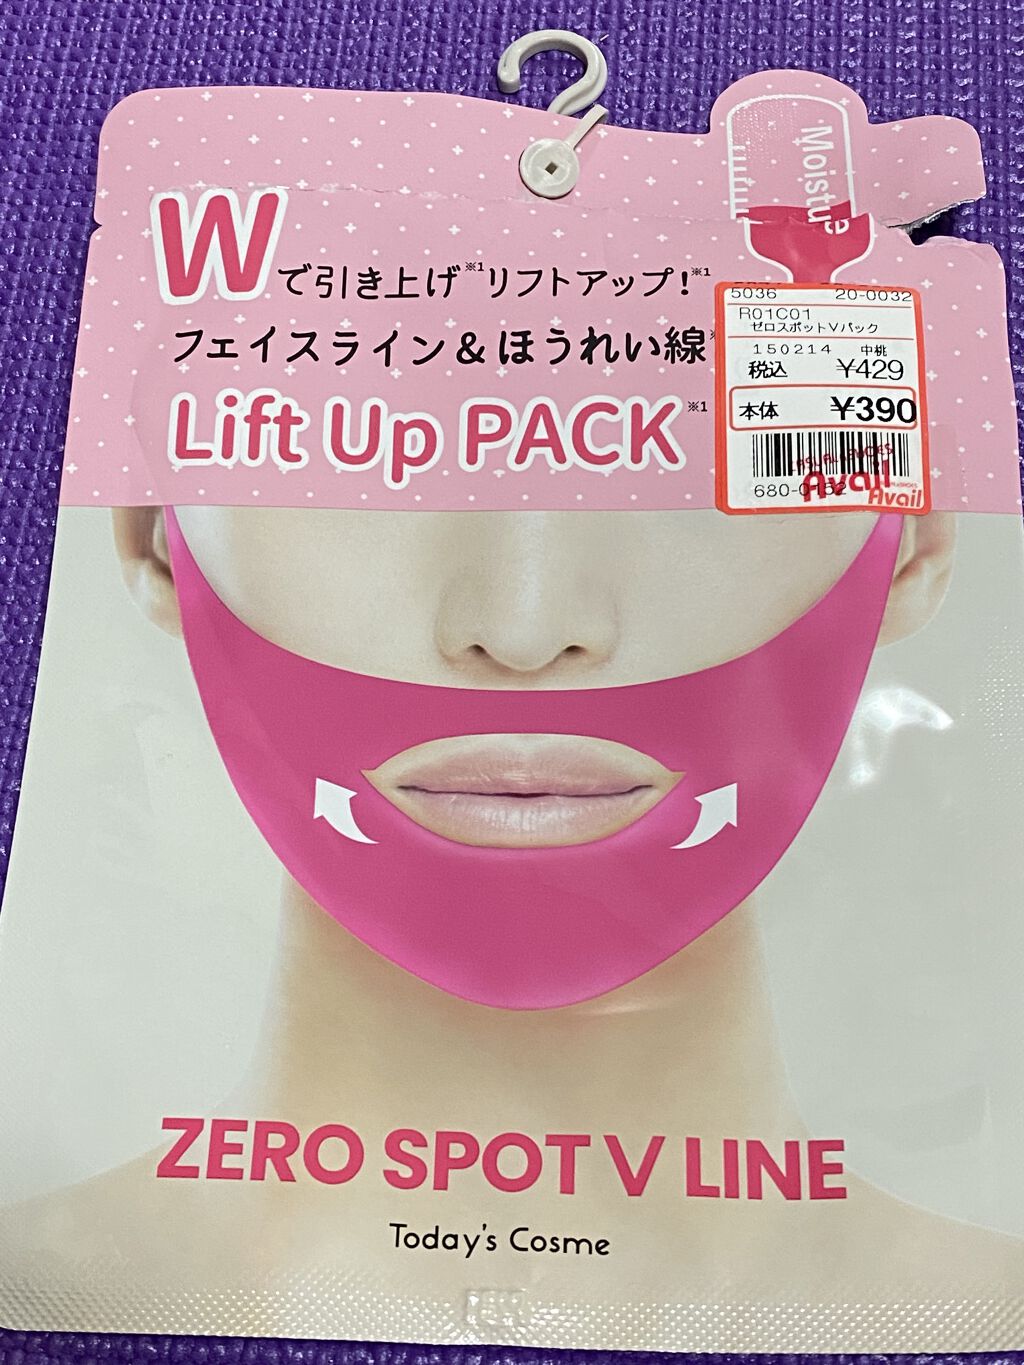 Moisture
Wで引き上げ※1リフトアップ!※1
フェイスライン&ほうれい線※
Lift Up PACK※1
5036 20-0032
R01C01
ゼロスポットVパック
150214 中桃
税込 ¥429
本体 ¥390
Avail
680-0152
Avail
ZERO SPOT V LINE
Today's Cosme